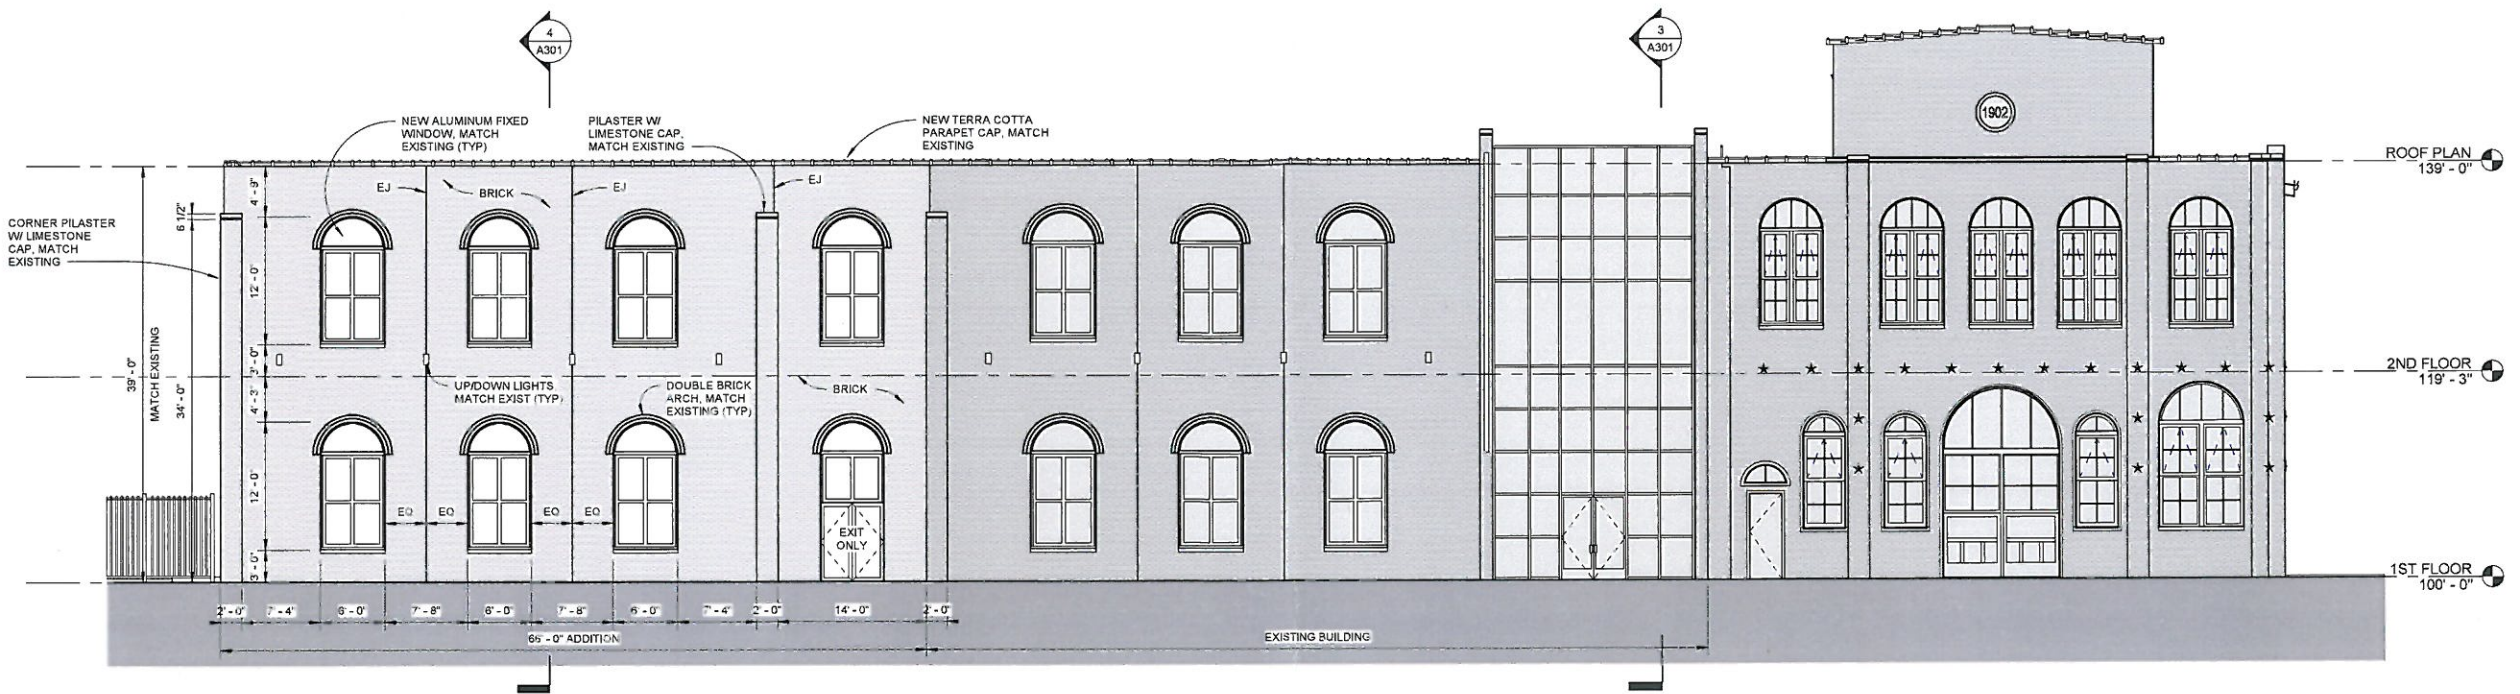 4
A301
3
A301
NEW ALUMINUM FIXED
WINDOW, MATCH
EXISTING (TYP)
PILASTER W/
LIMESTONE CAP,
MATCH EXISTING
NEW TERRA COTTA
PARAPET CAP, MATCH
EXISTING
1902
ROOF PLAN
139' - 0"
EJ
BRICK
EJ
EJ
4' - 9"
6 1/2"
CORNER PILASTER
W/ LIMESTONE
CAP, MATCH
EXISTING
12' - 0"
39' - 0"
MATCH EXISTING
34' - 0"
3' - 0"
4' - 3"
UP/DOWN LIGHTS
MATCH EXIST (TYP)
DOUBLE BRICK
ARCH, MATCH
EXISTING (TYP)
BRICK
2ND FLOOR
119' - 3"
12' - 0"
EQ
EQ
EQ
EQ
EXIT
ONLY
3' - 0"
1ST FLOOR
100' - 0"
2' - 0"
7' - 4"
6' - 0"
7' - 8"
6' - 0"
7' - 8"
6' - 0"
7' - 4"
2' - 0"
14' - 0"
2' - 0"
66' - 0" ADDITION
EXISTING BUILDING